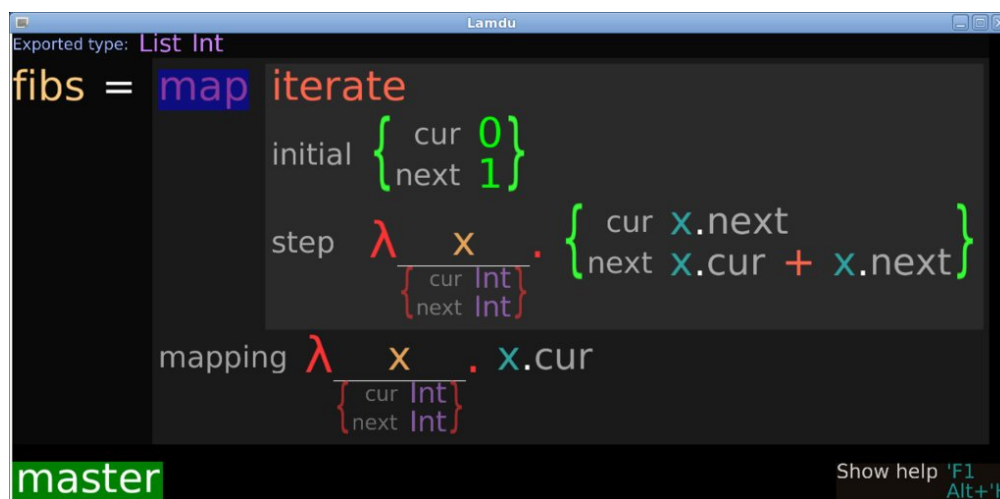 Lamdu
Exported type: List Int
fibs = map iterate
initial { cur 0
next 1 }
step λ x . { cur x.next
next x.cur + x.next }
{ cur Int
next Int }
mapping λ x . x.cur
{ cur Int
next Int }
master
Show help 'F1
Alt+'